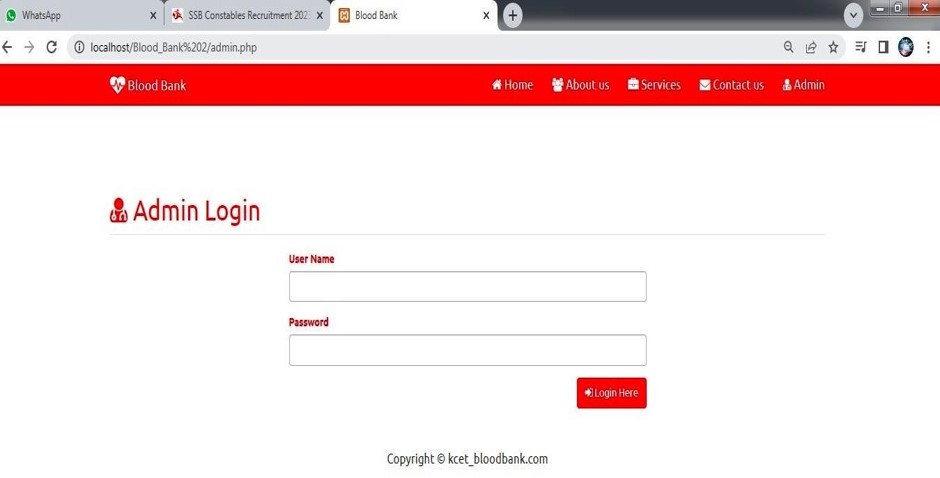 WhatsApp
SSB Constables Recruitment 202
Blood Bank
localhost/Blood_Bank%202/admin.php
Blood Bank
Home
About us
Services
Contact us
Admin
Admin Login
User Name
Password
Login Here
Copyright © kcet_bloodbank.com